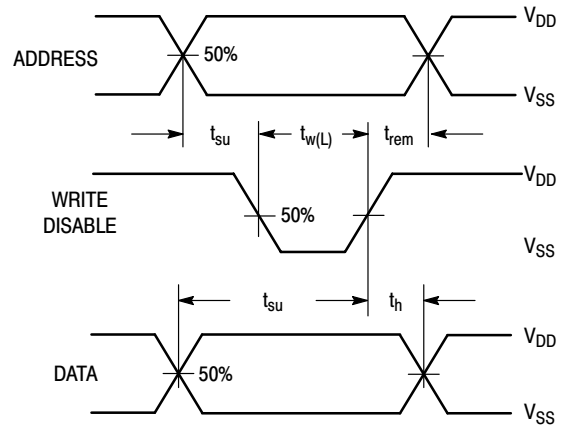 V_DD
ADDRESS
50%
V_SS
t_su
t_w(L)
t_rem
V_DD
WRITE
DISABLE
50%
V_SS
t_su
t_h
V_DD
DATA
50%
V_SS